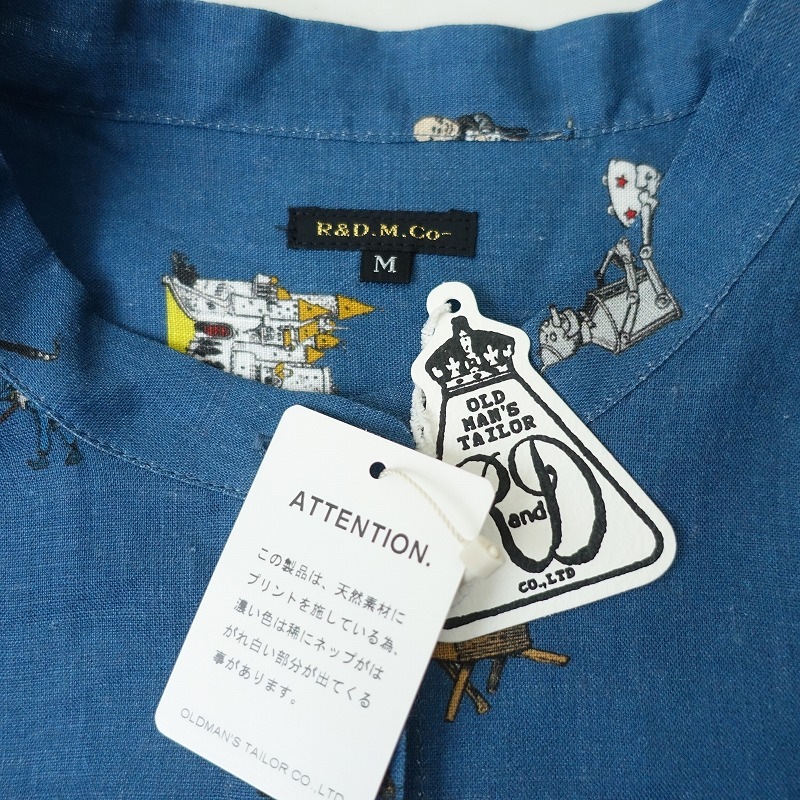 R&D.M.Co-
M
OLD
MAN'S
TAILOR
R and D
CO.,LTD
ATTENTION.
この製品は、天然素材に
プリントを施している為、
濃い色は稀にネップがは
がれ白い部分が出てくる
事があります。
OLDMAN'S TAILOR CO.,LTD.